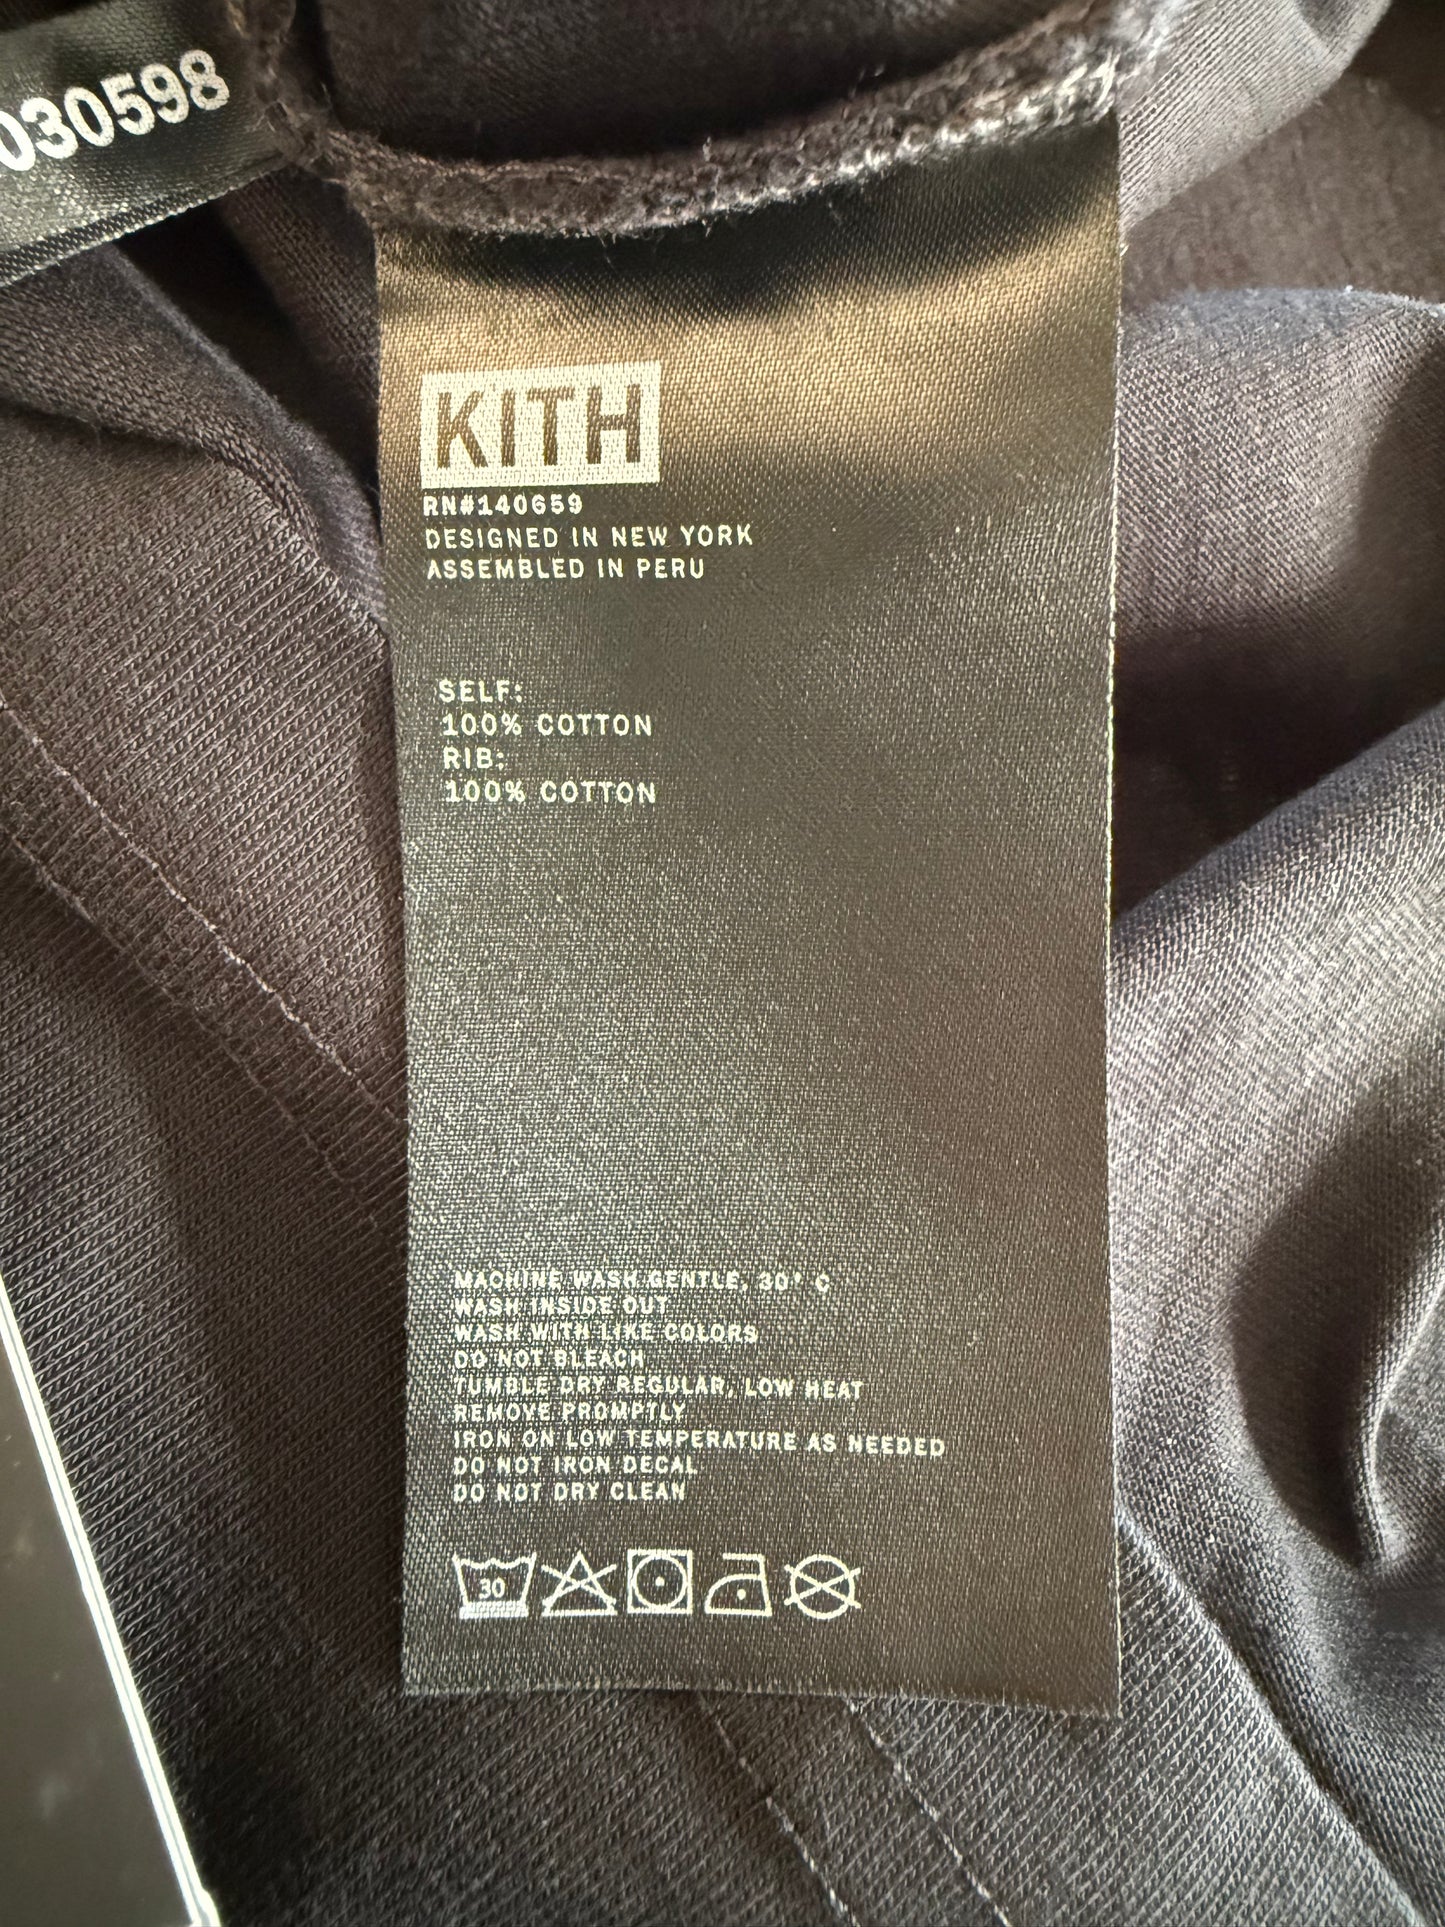 030598
KITH
RN#140659
DESIGNED IN NEW YORK
ASSEMBLED IN PERU
SELF:
100% COTTON
RIB:
100% COTTON
MACHINE WASH GENTLE, 30° C
WASH INSIDE OUT
WASH WITH LIKE COLORS
DO NOT BLEACH
TUMBLE DRY REGULAR, LOW HEAT
REMOVE PROMPTLY
IRON ON LOW TEMPERATURE AS NEEDED
DO NOT IRON DECAL
DO NOT DRY CLEAN
30